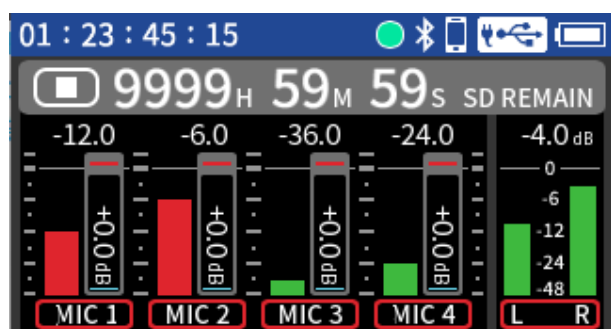 01 : 23 : 45 : 15
9999H 59M 59S SD REMAIN
-12.0 -6.0 -36.0 -24.0 -4.0 dB
0
-6
+0.0dB +0.0dB +0.0dB +0.0dB -12
-24
-48
MIC 1 MIC 2 MIC 3 MIC 4 L R